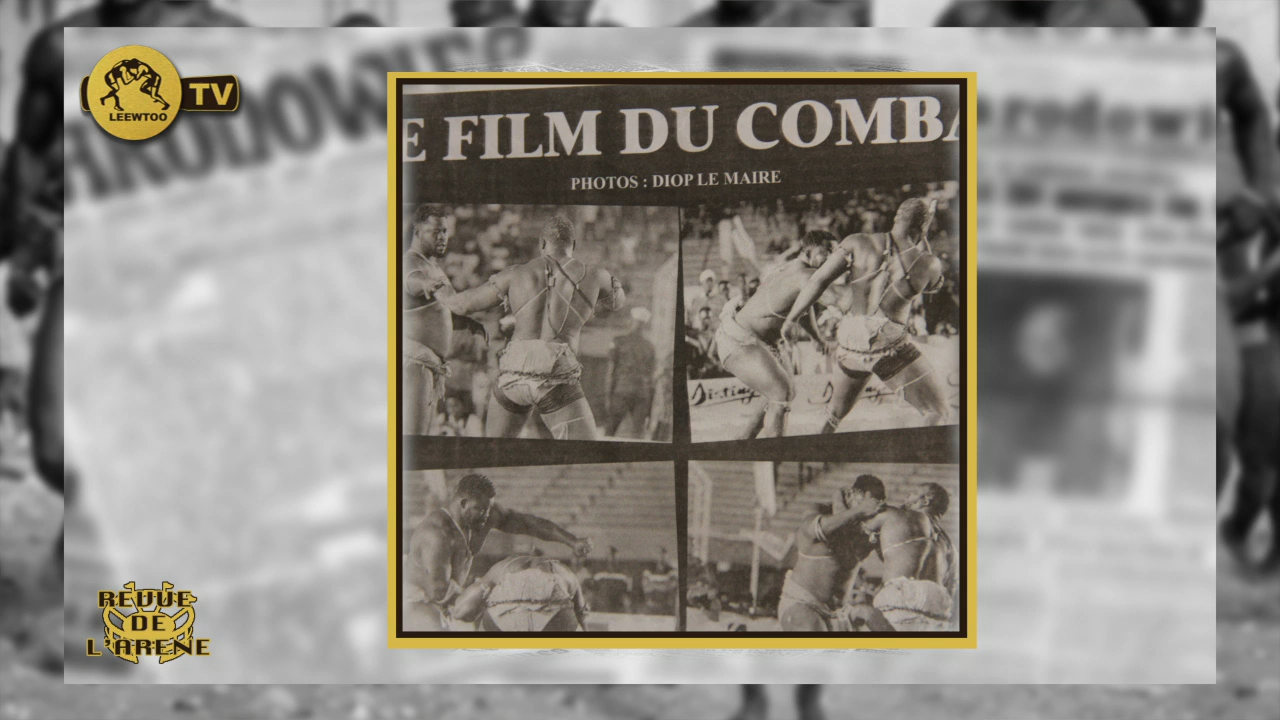 LEEWTOO
TV
E FILM DU COMBA
PHOTOS : DIOP LE MAIRE
REVUE
DE
L'ARENE